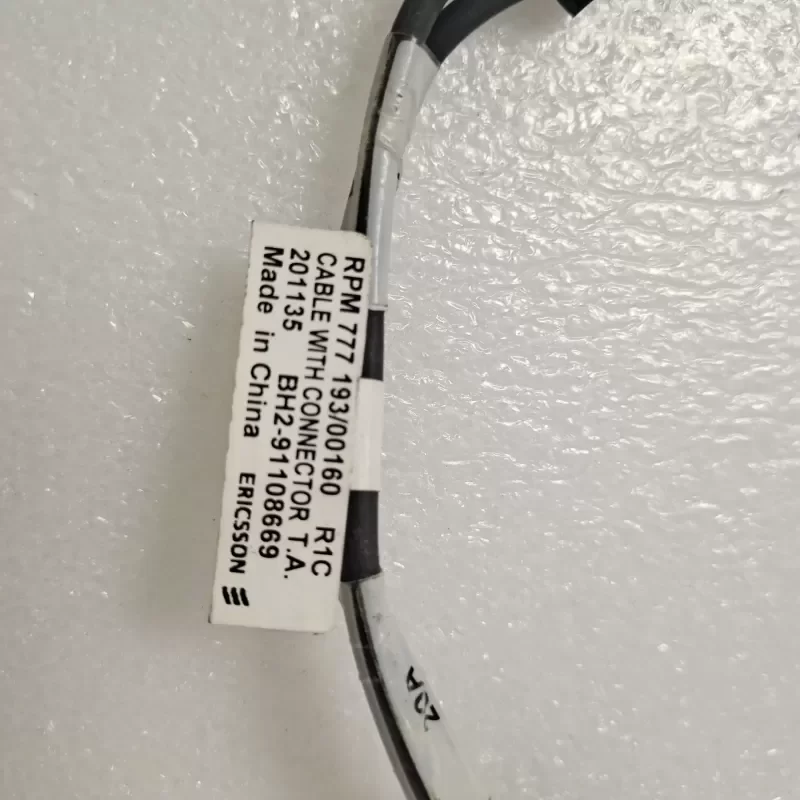 RPM 777 193/00160 R1C
CABLE WITH CONNECTOR T.A.
201135 BH2-91108669
Made in China ERICSSON
20A